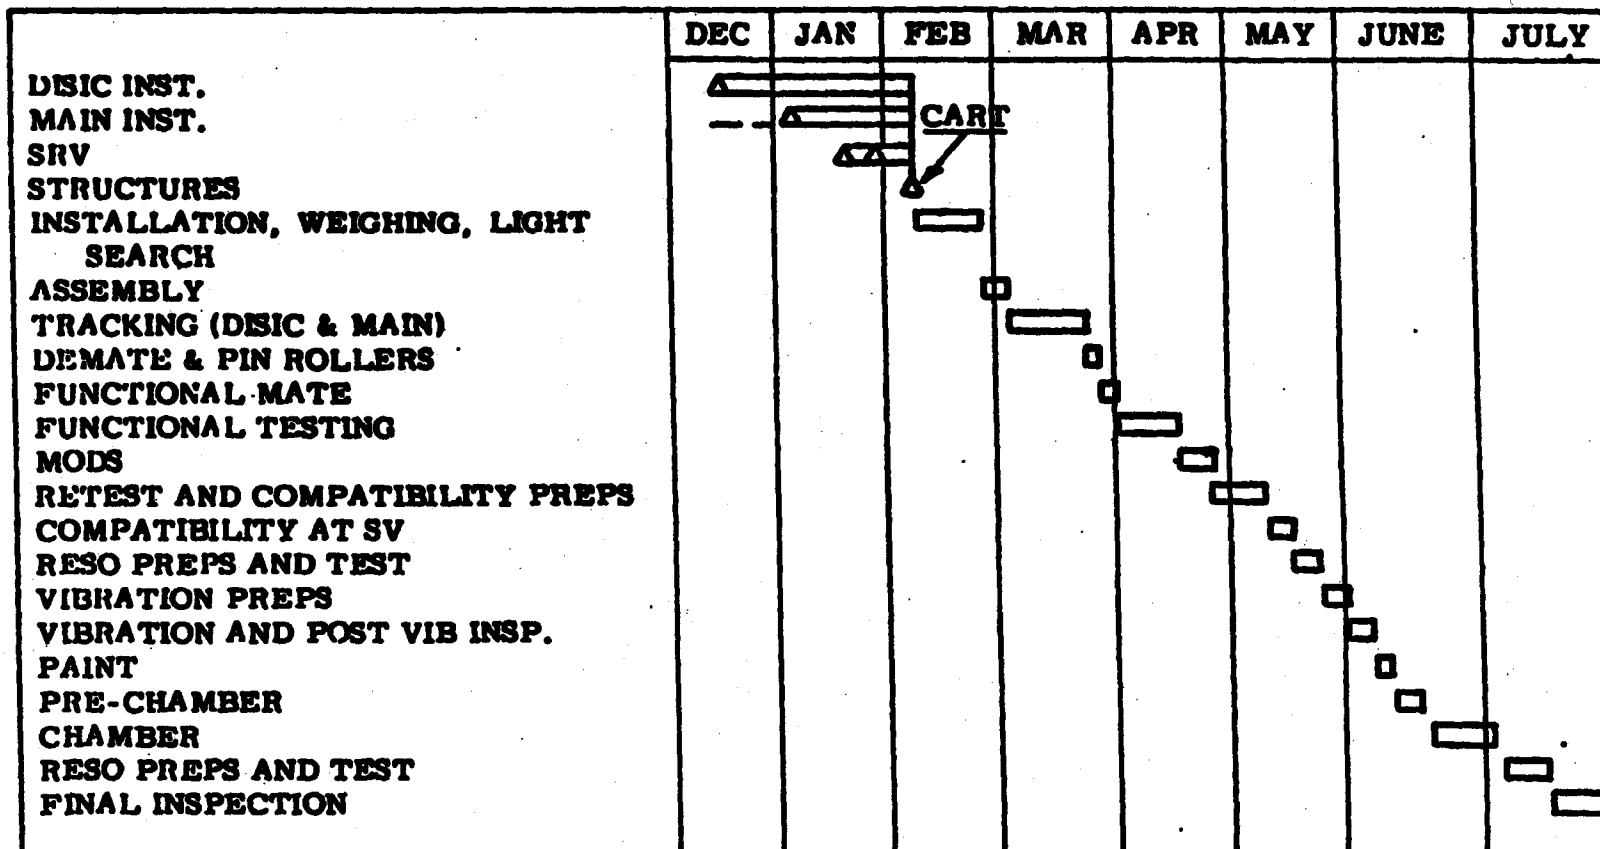 DEC JAN FEB MAR APR MAY JUNE JULY
DISIC INST.
MAIN INST.
CART
SRV
STRUCTURES
INSTALLATION, WEIGHING, LIGHT
SEARCH
ASSEMBLY
TRACKING (DISIC & MAIN)
DEMATE & PIN ROLLERS
FUNCTIONAL MATE
FUNCTIONAL TESTING
MODS
RETEST AND COMPATIBILITY PREPS
COMPATIBILITY AT SV
RESO PREPS AND TEST
VIBRATION PREPS
VIBRATION AND POST VIB INSP.
PAINT
PRE-CHAMBER
CHAMBER
RESO PREPS AND TEST
FINAL INSPECTION